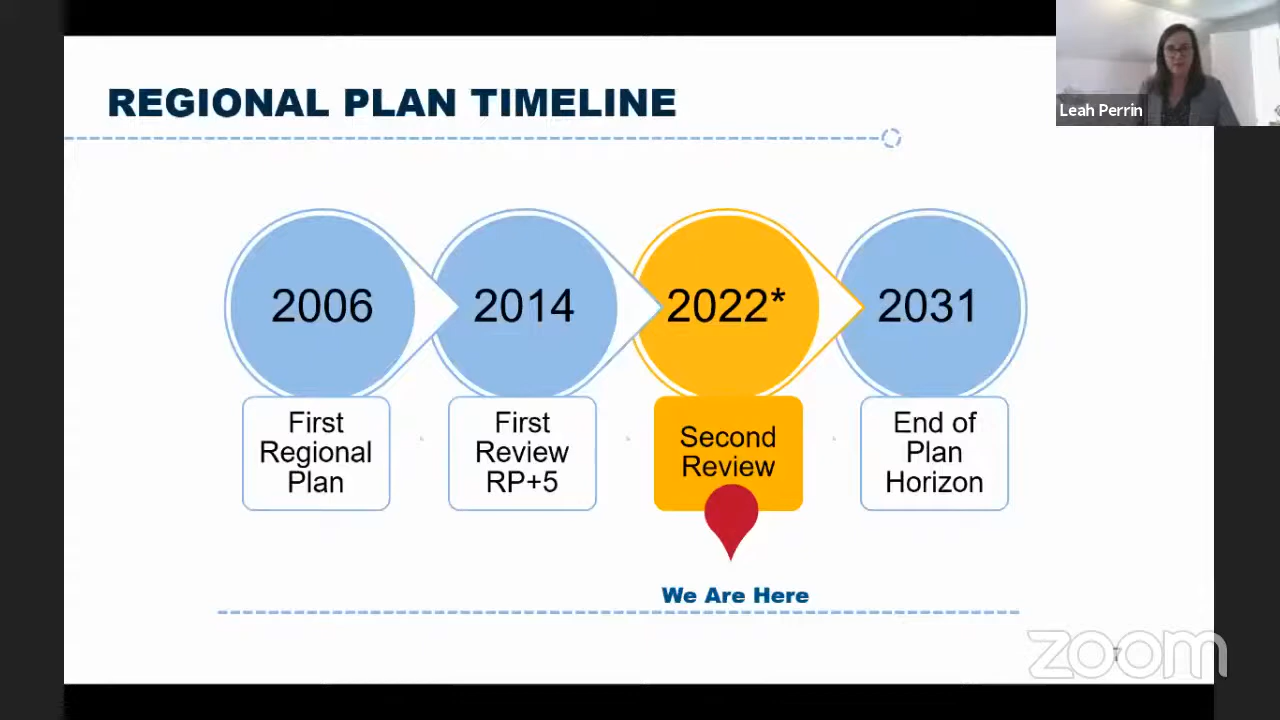 REGIONAL PLAN TIMELINE
Leah Perrin
2006
2014
2022*
2031
First
Regional
Plan
First
Review
RP+5
Second
Review
End of
Plan
Horizon
We Are Here
zoom